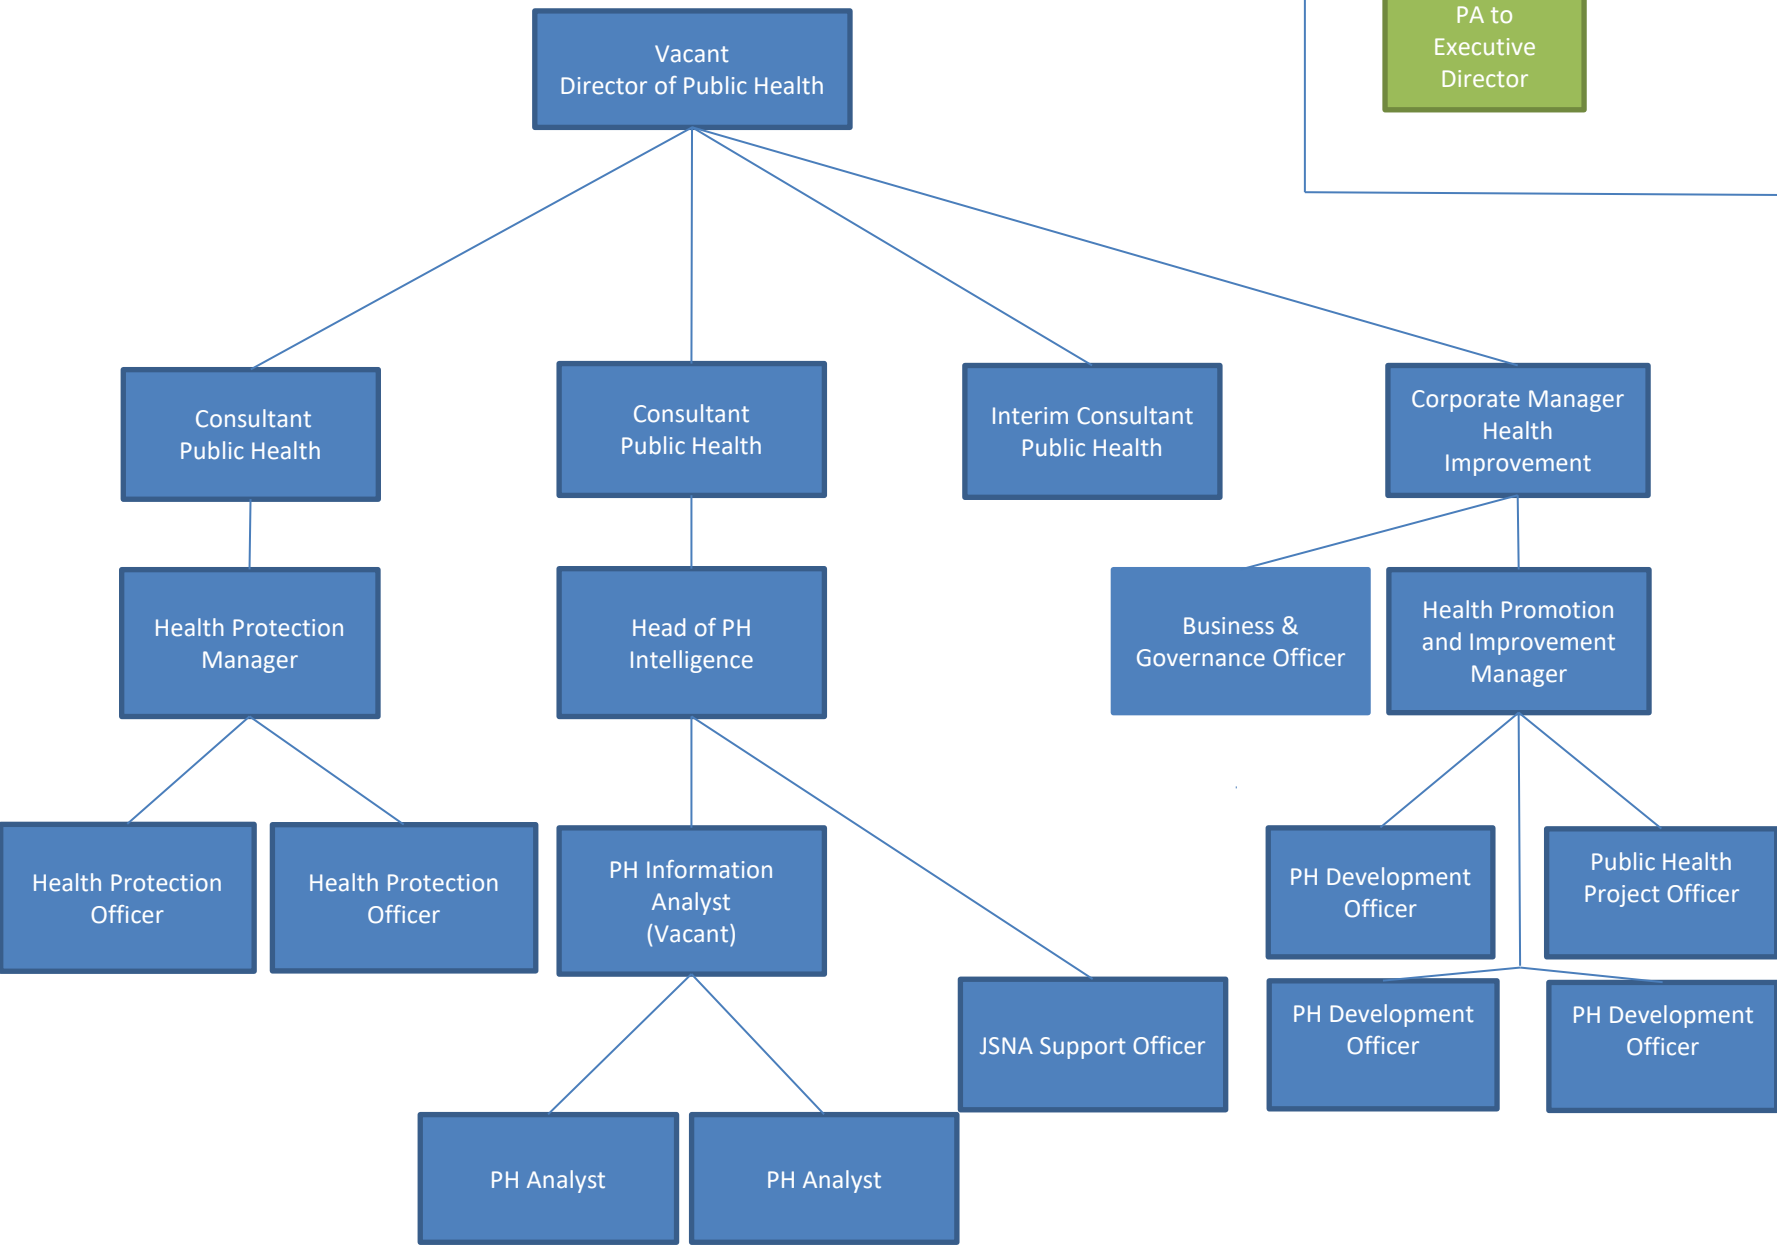 PA to
Executive
Director
Vacant
Director of Public Health
Consultant
Public Health
Consultant
Public Health
Interim Consultant
Public Health
Corporate Manager
Health
Improvement
Health Protection
Manager
Head of PH
Intelligence
Business &
Governance Officer
Health Promotion
and Improvement
Manager
Health Protection
Officer
Health Protection
Officer
PH Information
Analyst
(Vacant)
PH Development
Officer
Public Health
Project Officer
JSNA Support Officer
PH Development
Officer
PH Development
Officer
PH Analyst
PH Analyst